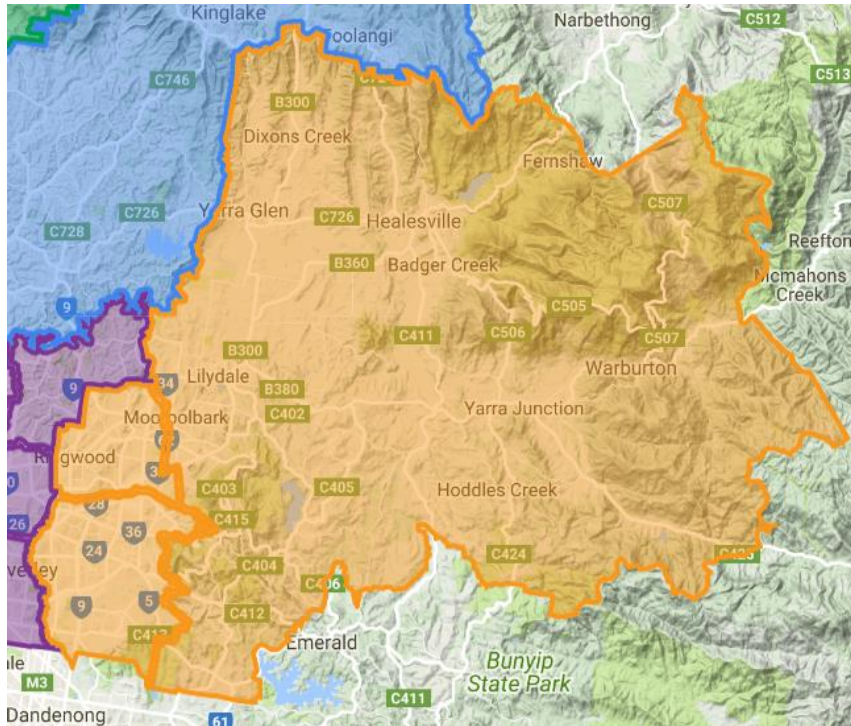 Kinglake
Toolangi
Narbethong
C512
C746
C72
C513
B300
Dixons Creek
Fernshaw
C726
Yarra Glen
C726
Healesville
C507
C728
Reefton
B360
Badger Creek
Mcmahons
Creek
9
C505
C411
C506
C507
B300
Warburton
9
Lilydale
34
B380
Mooroolbark
C402
Yarra Junction
Ringwood
3
C403
C405
Hoddles Creek
26
28
C415
36
24
C424
C425
C404
C406
9
5
C412
C413
Emerald
Bunyip
State Park
M3
C411
Dandenong
61